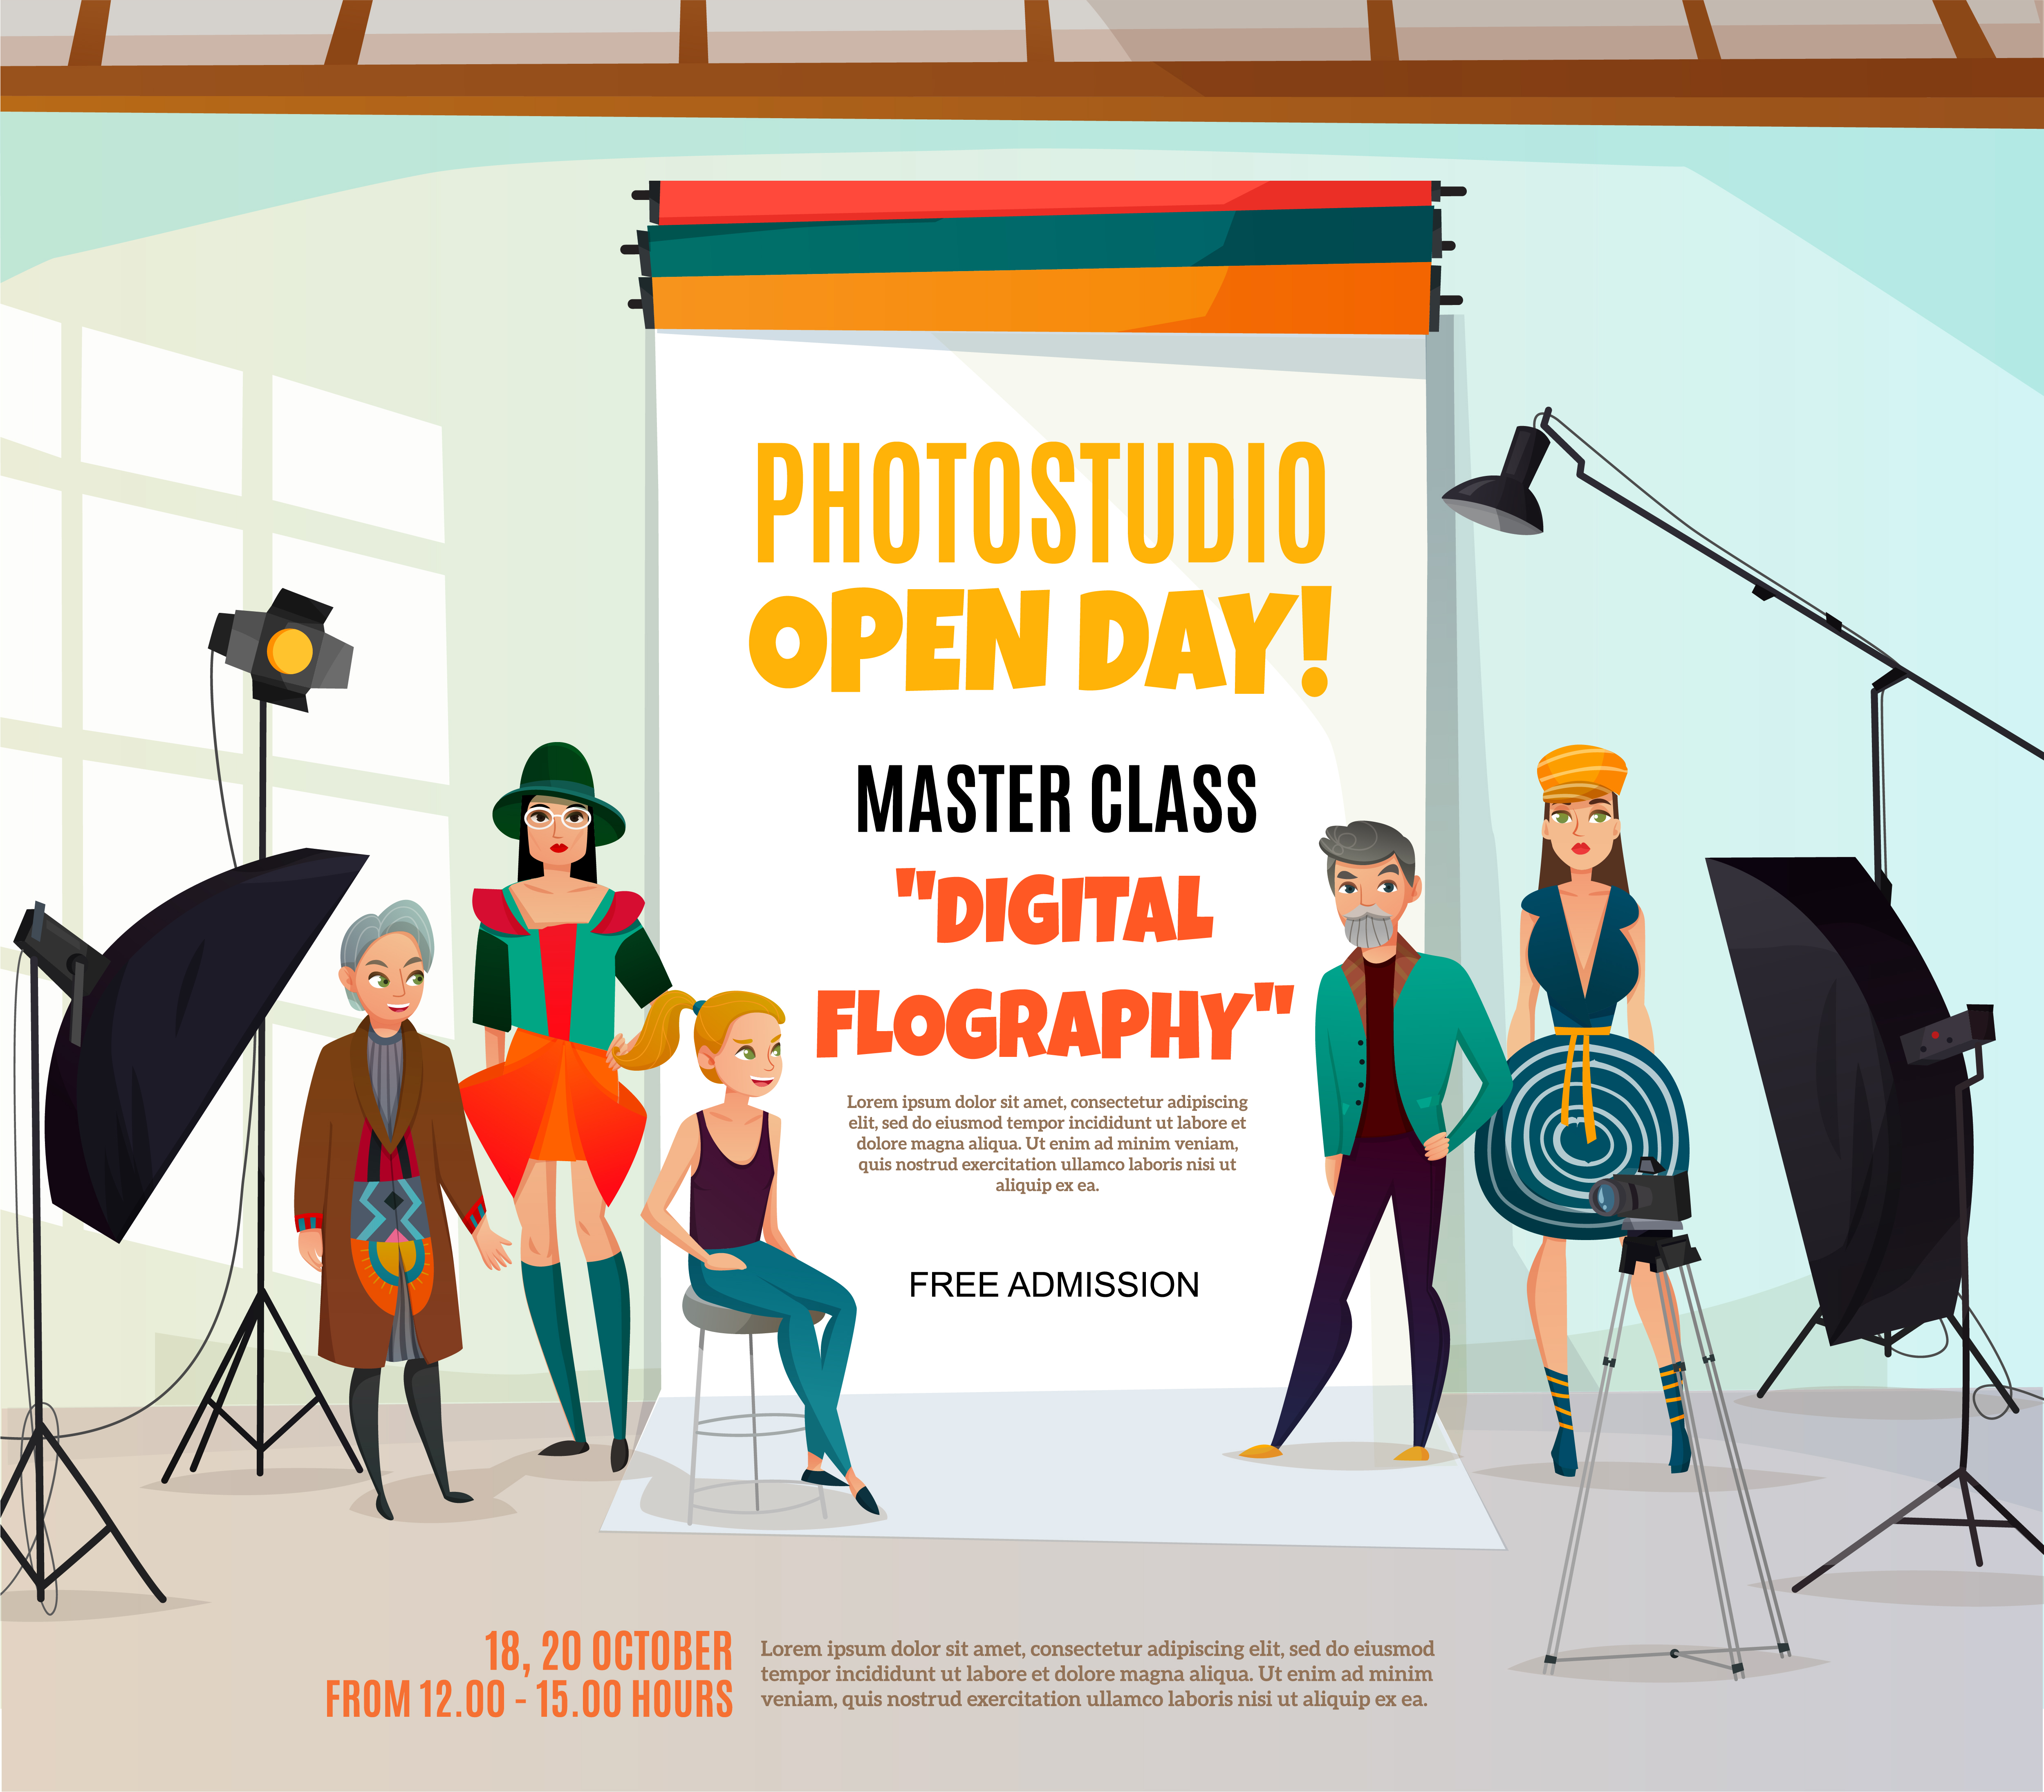 PHOTOSTUDIO
OPEN DAY!
MASTER CLASS
"DIGITAL
FLOGRAPHY"
Lorem ipsum dolor sit amet, consectetur adipiscing
elit, sed do eiusmod tempor incididunt ut labore et
dolore magna aliqua. Ut enim ad minim veniam,
quis nostrud exercitation ullamco laboris nisi ut
aliquip ex ea.
FREE ADMISSION
18, 20 OCTOBER
FROM 12.00 - 15.00 HOURS
Lorem ipsum dolor sit amet, consectetur adipiscing elit, sed do eiusmod
tempor incididunt ut labore et dolore magna aliqua. Ut enim ad minim
veniam, quis nostrud exercitation ullamco laboris nisi ut aliquip ex ea.